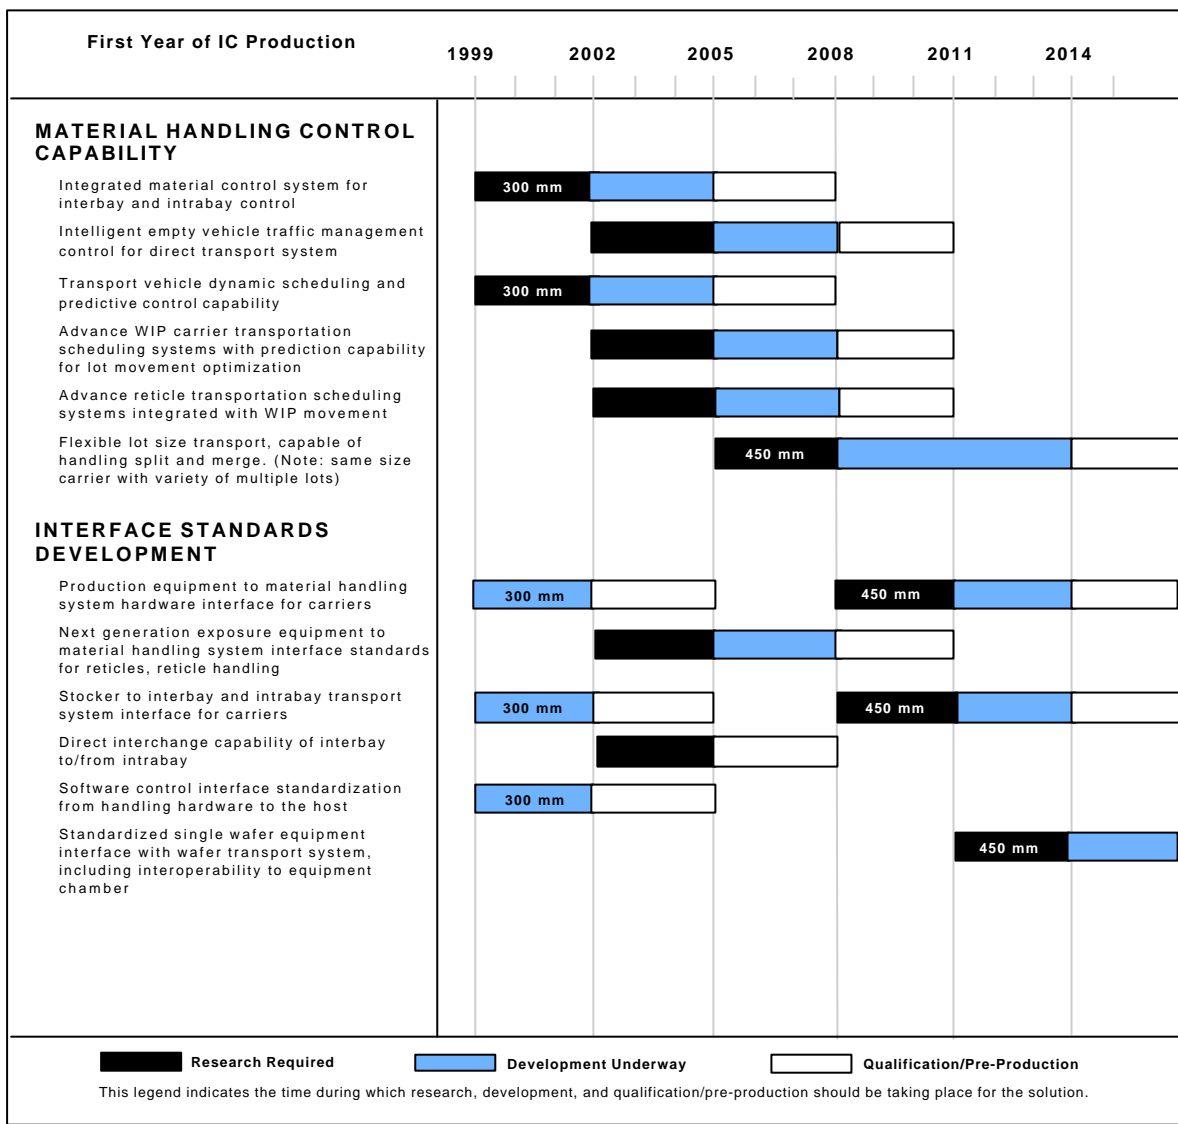 First Year of IC Production
1999 2002 2005 2008 2011 2014
MATERIAL HANDLING CONTROL
CAPABILITY
Integrated material control system for
interbay and intrabay control
300 mm
Intelligent empty vehicle traffic management
control for direct transport system
Transport vehicle dynamic scheduling and
predictive control capability
300 mm
Advance WIP carrier transportation
scheduling systems with prediction capability
for lot movement optimization
Advance reticle transportation scheduling
systems integrated with WIP movement
Flexible lot size transport, capable of
handling split and merge. (Note: same size
carrier with variety of multiple lots)
450 mm
INTERFACE STANDARDS
DEVELOPMENT
Production equipment to material handling
system hardware interface for carriers
300 mm 450 mm
Next generation exposure equipment to
material handling system interface standards
for reticles, reticle handling
Stocker to interbay and intrabay transport
system interface for carriers
300 mm 450 mm
Direct interchange capability of interbay
to/from intrabay
Software control interface standardization
from handling hardware to the host
300 mm
Standardized single wafer equipment
interface with wafer transport system,
including interoperability to equipment
chamber
450 mm
Research Required Development Underway Qualification/Pre-Production
This legend indicates the time during which research, development, and qualification/pre-production should be taking place for the solution.